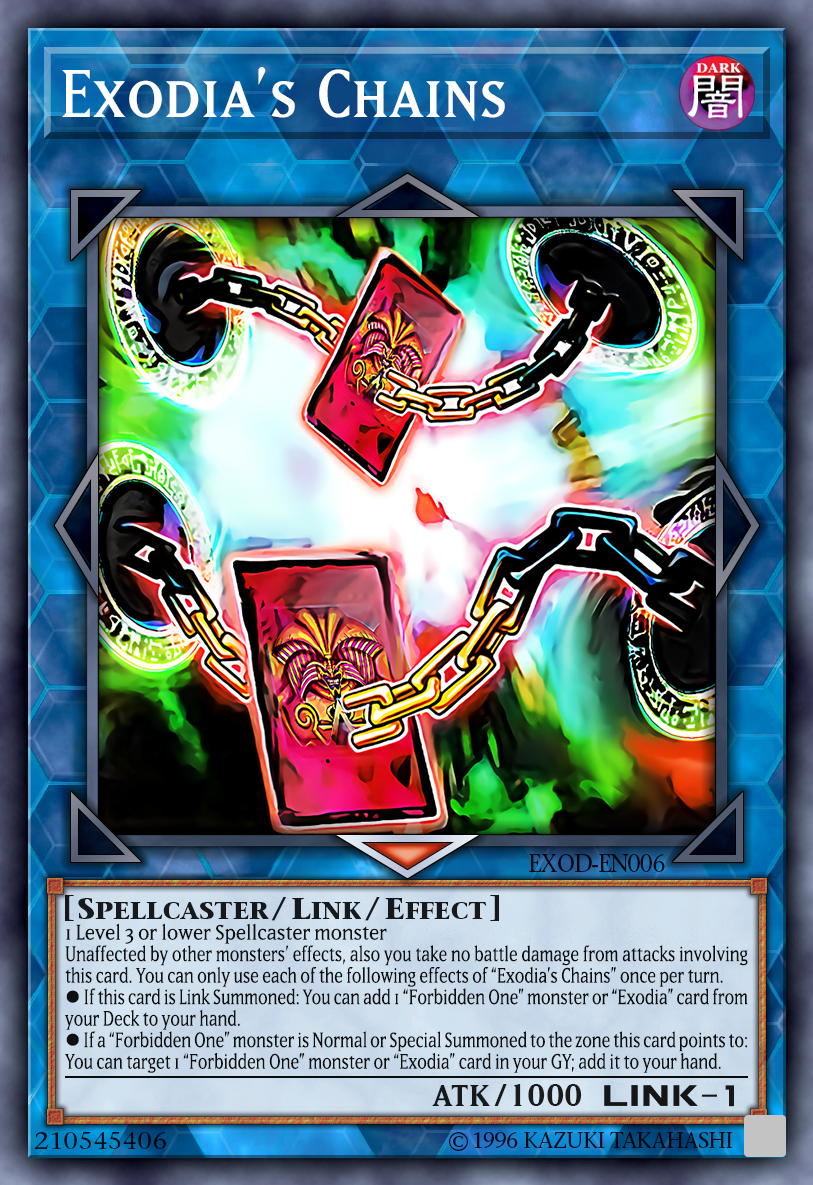 Exodia's Chains
DARK
闇
EXOD-EN006
[Spellcaster/Link/Effect]
1 Level 3 or lower Spellcaster monster
Unaffected by other monsters' effects, also you take no battle damage from attacks involving
this card. You can only use each of the following effects of “Exodia's Chains” once per turn.
● If this card is Link Summoned: You can add 1 “Forbidden One” monster or “Exodia” card from
your Deck to your hand.
● If a “Forbidden One” monster is Normal or Special Summoned to the zone this card points to:
You can target 1 “Forbidden One” monster or “Exodia” card in your GY; add it to your hand.
ATK/1000 LINK-1
210545406
© 1996 KAZUKI TAKAHASHI